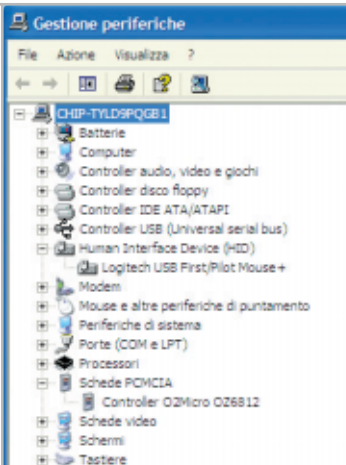 Gestione periferiche
File Azione Visualizza ?
CHIP-TYLD9PQGB1
Batterie
Computer
Controller audio, video e giochi
Controller disco floppy
Controller IDE ATA/ATAPI
Controller USB (Universal serial bus)
Human Interface Device (HID)
Logitech USB First/Pilot Mouse+
Modem
Mouse e altre periferiche di puntamento
Periferiche di sistema
Porte (COM e LPT)
Processori
Schede PCMCIA
Controller O2Micro OZ6812
Schede video
Schermi
Tastiere